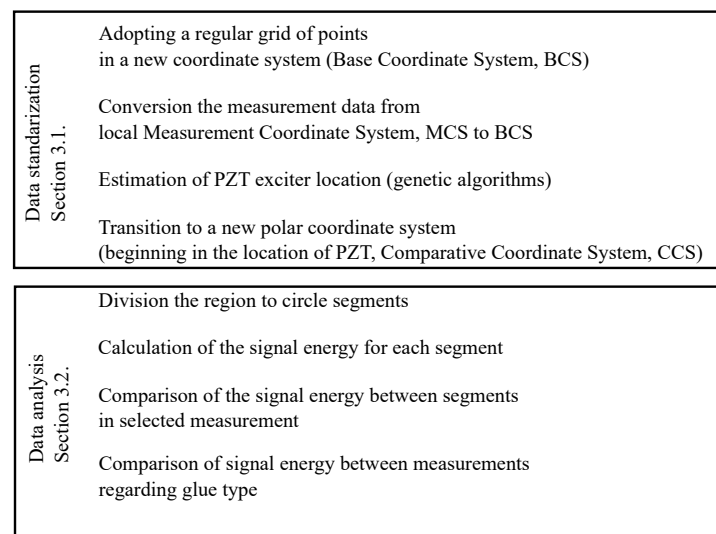 Data standarization
Section 3.1.
Adopting a regular grid of points
in a new coordinate system (Base Coordinate System, BCS)
Conversion the measurement data from
local Measurement Coordinate System, MCS to BCS
Estimation of PZT exciter location (genetic algorithms)
Transition to a new polar coordinate system
(beginning in the location of PZT, Comparative Coordinate System, CCS)
Data analysis
Section 3.2.
Division the region to circle segments
Calculation of the signal energy for each segment
Comparison of the signal energy between segments
in selected measurement
Comparison of signal energy between measurements
regarding glue type